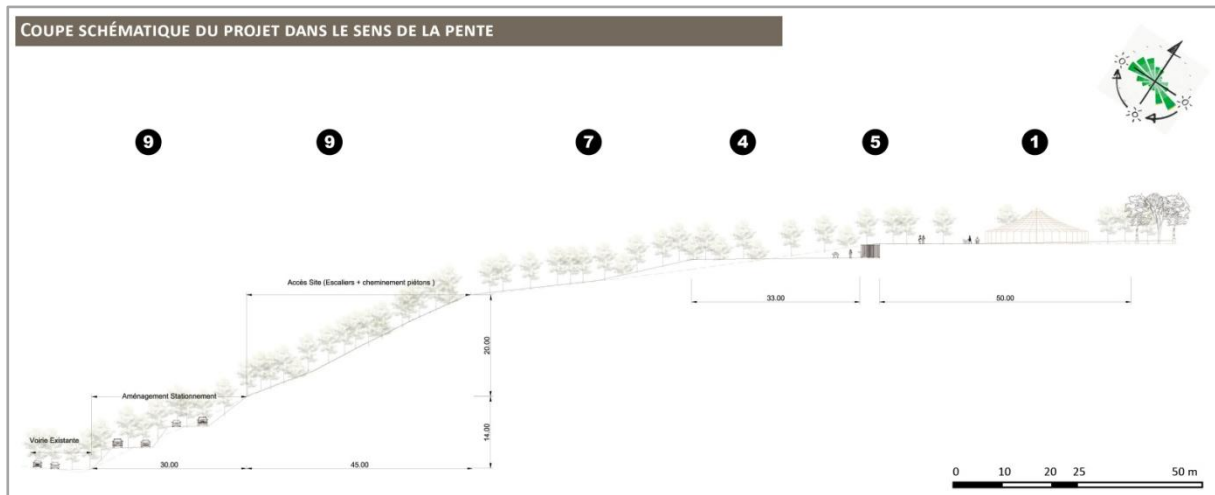 COUPE SCHÉMATIQUE DU PROJET DANS LE SENS DE LA PENTE
9 9 7 4 5 1
Accès Site (Escaliers + cheminement piétons )
33.00 50.00
20.00
Aménagement Stationnement
14.00
Voirie Existante
30.00 45.00
0 10 20 25 50 m